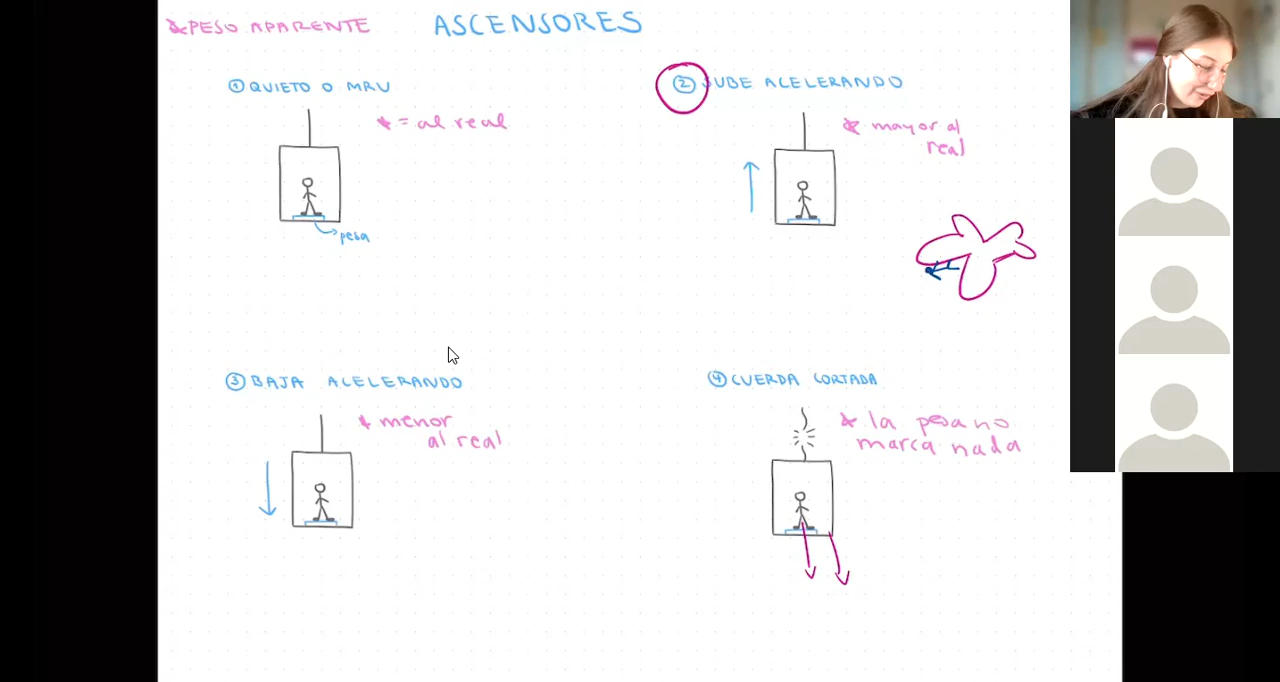 * PESO APARENTE
ASCENSORES
① QUIETO O MRU
* = al real
pesa
② SUBE ACELERANDO
* mayor al
real
③ BAJA ACELERANDO
* menor
al real
④ CUERDA CORTADA
* la pesa no
marca nada